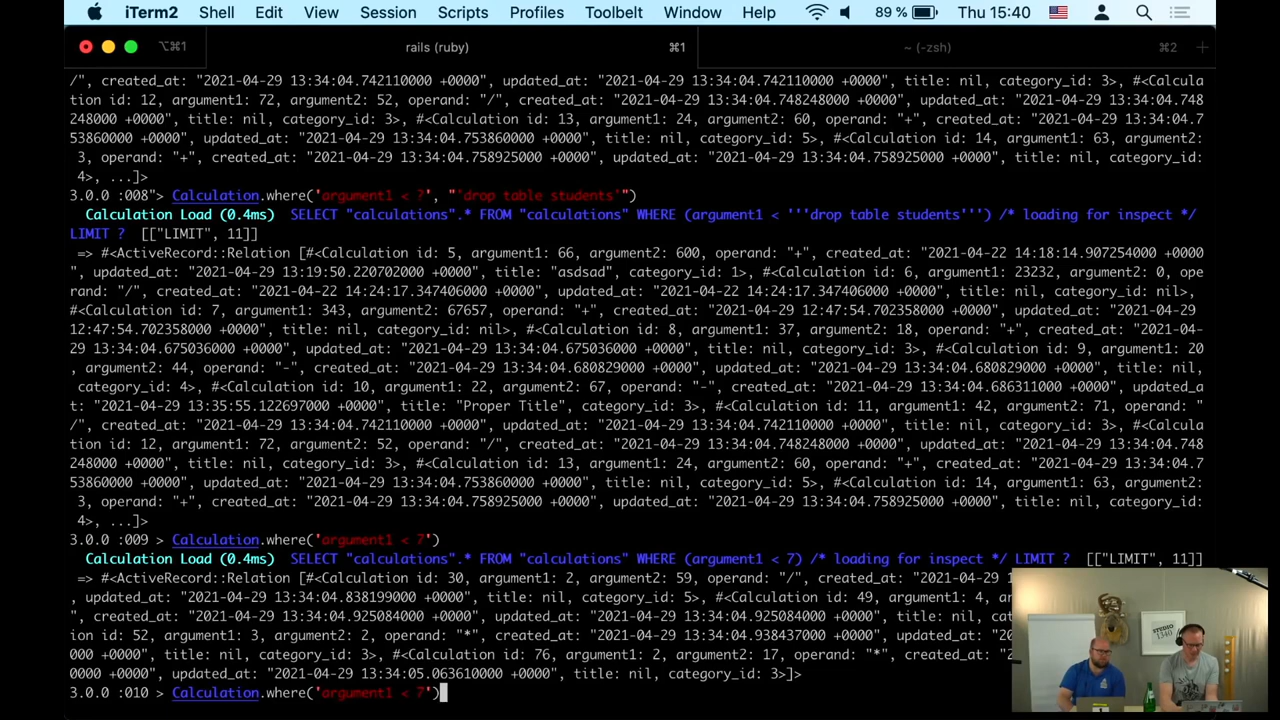 iTerm2 Shell Edit View Scripts Session Scripts Profiles Toolbelt Window Help 89 % Thu 15:40
⌥⌘1 rails (ruby) ⌘1 ~ (-zsh) ⌘2 +
/", created_at: "2021-04-29 13:34:04.742110000 +0000", updated_at: "2021-04-29 13:34:04.742110000 +0000", title: nil, category_id: 3>, #<Calcula
tion id: 12, argument1: 72, argument2: 52, operand: "/", created_at: "2021-04-29 13:34:04.748248000 +0000", updated_at: "2021-04-29 13:34:04.748
248000 +0000", title: nil, category_id: 3>, #<Calculation id: 13, argument1: 24, argument2: 60, operand: "+", created_at: "2021-04-29 13:34:04.7
53860000 +0000", updated_at: "2021-04-29 13:34:04.753860000 +0000", title: nil, category_id: 5>, #<Calculation id: 14, argument1: 63, argument2:
3, operand: "+", created_at: "2021-04-29 13:34:04.758925000 +0000", updated_at: "2021-04-29 13:34:04.758925000 +0000", title: nil, category_id:
4>, ...]>
3.0.0 :008"> Calculation.where('argument1 < ?', "'drop table students'")
Calculation Load (0.4ms) SELECT "calculations".* FROM "calculations" WHERE (argument1 < '''drop table students''') /* loading for inspect */
LIMIT ? [["LIMIT", 11]]
=> #<ActiveRecord::Relation [#<Calculation id: 5, argument1: 66, argument2: 600, operand: "+", created_at: "2021-04-22 14:18:14.907254000 +0000
", updated_at: "2021-04-29 13:19:50.220702000 +0000", title: "asdsad", category_id: 1>, #<Calculation id: 6, argument1: 23232, argument2: 0, ope
rand: "/", created_at: "2021-04-22 14:24:17.347406000 +0000", updated_at: "2021-04-22 14:24:17.347406000 +0000", title: nil, category_id: nil>,
#<Calculation id: 7, argument1: 343, argument2: 67657, operand: "+", created_at: "2021-04-29 12:47:54.702358000 +0000", updated_at: "2021-04-29
12:47:54.702358000 +0000", title: nil, category_id: nil>, #<Calculation id: 8, argument1: 37, argument2: 18, operand: "+", created_at: "2021-04-
29 13:34:04.675036000 +0000", updated_at: "2021-04-29 13:34:04.675036000 +0000", title: nil, category_id: 3>, #<Calculation id: 9, argument1: 20
, argument2: 44, operand: "-", created_at: "2021-04-29 13:34:04.680829000 +0000", updated_at: "2021-04-29 13:34:04.680829000 +0000", title: nil,
category_id: 4>, #<Calculation id: 10, argument1: 22, argument2: 67, operand: "-", created_at: "2021-04-29 13:34:04.686311000 +0000", updated_a
t: "2021-04-29 13:35:55.122697000 +0000", title: "Proper Title", category_id: 3>, #<Calculation id: 11, argument1: 42, argument2: 71, operand: "
/", created_at: "2021-04-29 13:34:04.742110000 +0000", updated_at: "2021-04-29 13:34:04.742110000 +0000", title: nil, category_id: 3>, #<Calcula
tion id: 12, argument1: 72, argument2: 52, operand: "/", created_at: "2021-04-29 13:34:04.748248000 +0000", updated_at: "2021-04-29 13:34:04.748
248000 +0000", title: nil, category_id: 3>, #<Calculation id: 13, argument1: 24, argument2: 60, operand: "+", created_at: "2021-04-29 13:34:04.7
53860000 +0000", updated_at: "2021-04-29 13:34:04.753860000 +0000", title: nil, category_id: 5>, #<Calculation id: 14, argument1: 63, argument2:
3, operand: "+", created_at: "2021-04-29 13:34:04.758925000 +0000", updated_at: "2021-04-29 13:34:04.758925000 +0000", title: nil, category_id:
4>, ...]>
3.0.0 :009 > Calculation.where('argument1 < 7')
Calculation Load (0.4ms) SELECT "calculations".* FROM "calculations" WHERE (argument1 < 7) /* loading for inspect */ LIMIT ? [["LIMIT", 11]]
=> #<ActiveRecord::Relation [#<Calculation id: 30, argument1: 2, argument2: 59, operand: "/", created_at: "2021-04-29 1
, updated_at: "2021-04-29 13:34:04.838199000 +0000", title: nil, category_id: 5>, #<Calculation id: 49, argument1: 4, a
", created_at: "2021-04-29 13:34:04.925084000 +0000", updated_at: "2021-04-29 13:34:04.925084000 +0000", title: nil, ca
ion id: 52, argument1: 3, argument2: 2, operand: "*", created_at: "2021-04-29 13:34:04.938437000 +0000", updated_at: "20
000 +0000", title: nil, category_id: 3>, #<Calculation id: 76, argument1: 2, argument2: 17, operand: "*", created_at: "2
0000 +0000", updated_at: "2021-04-29 13:34:05.063610000 +0000", title: nil, category_id: 3>]>
3.0.0 :010 > Calculation.where('argument1 < 7')
STUDIO
1340